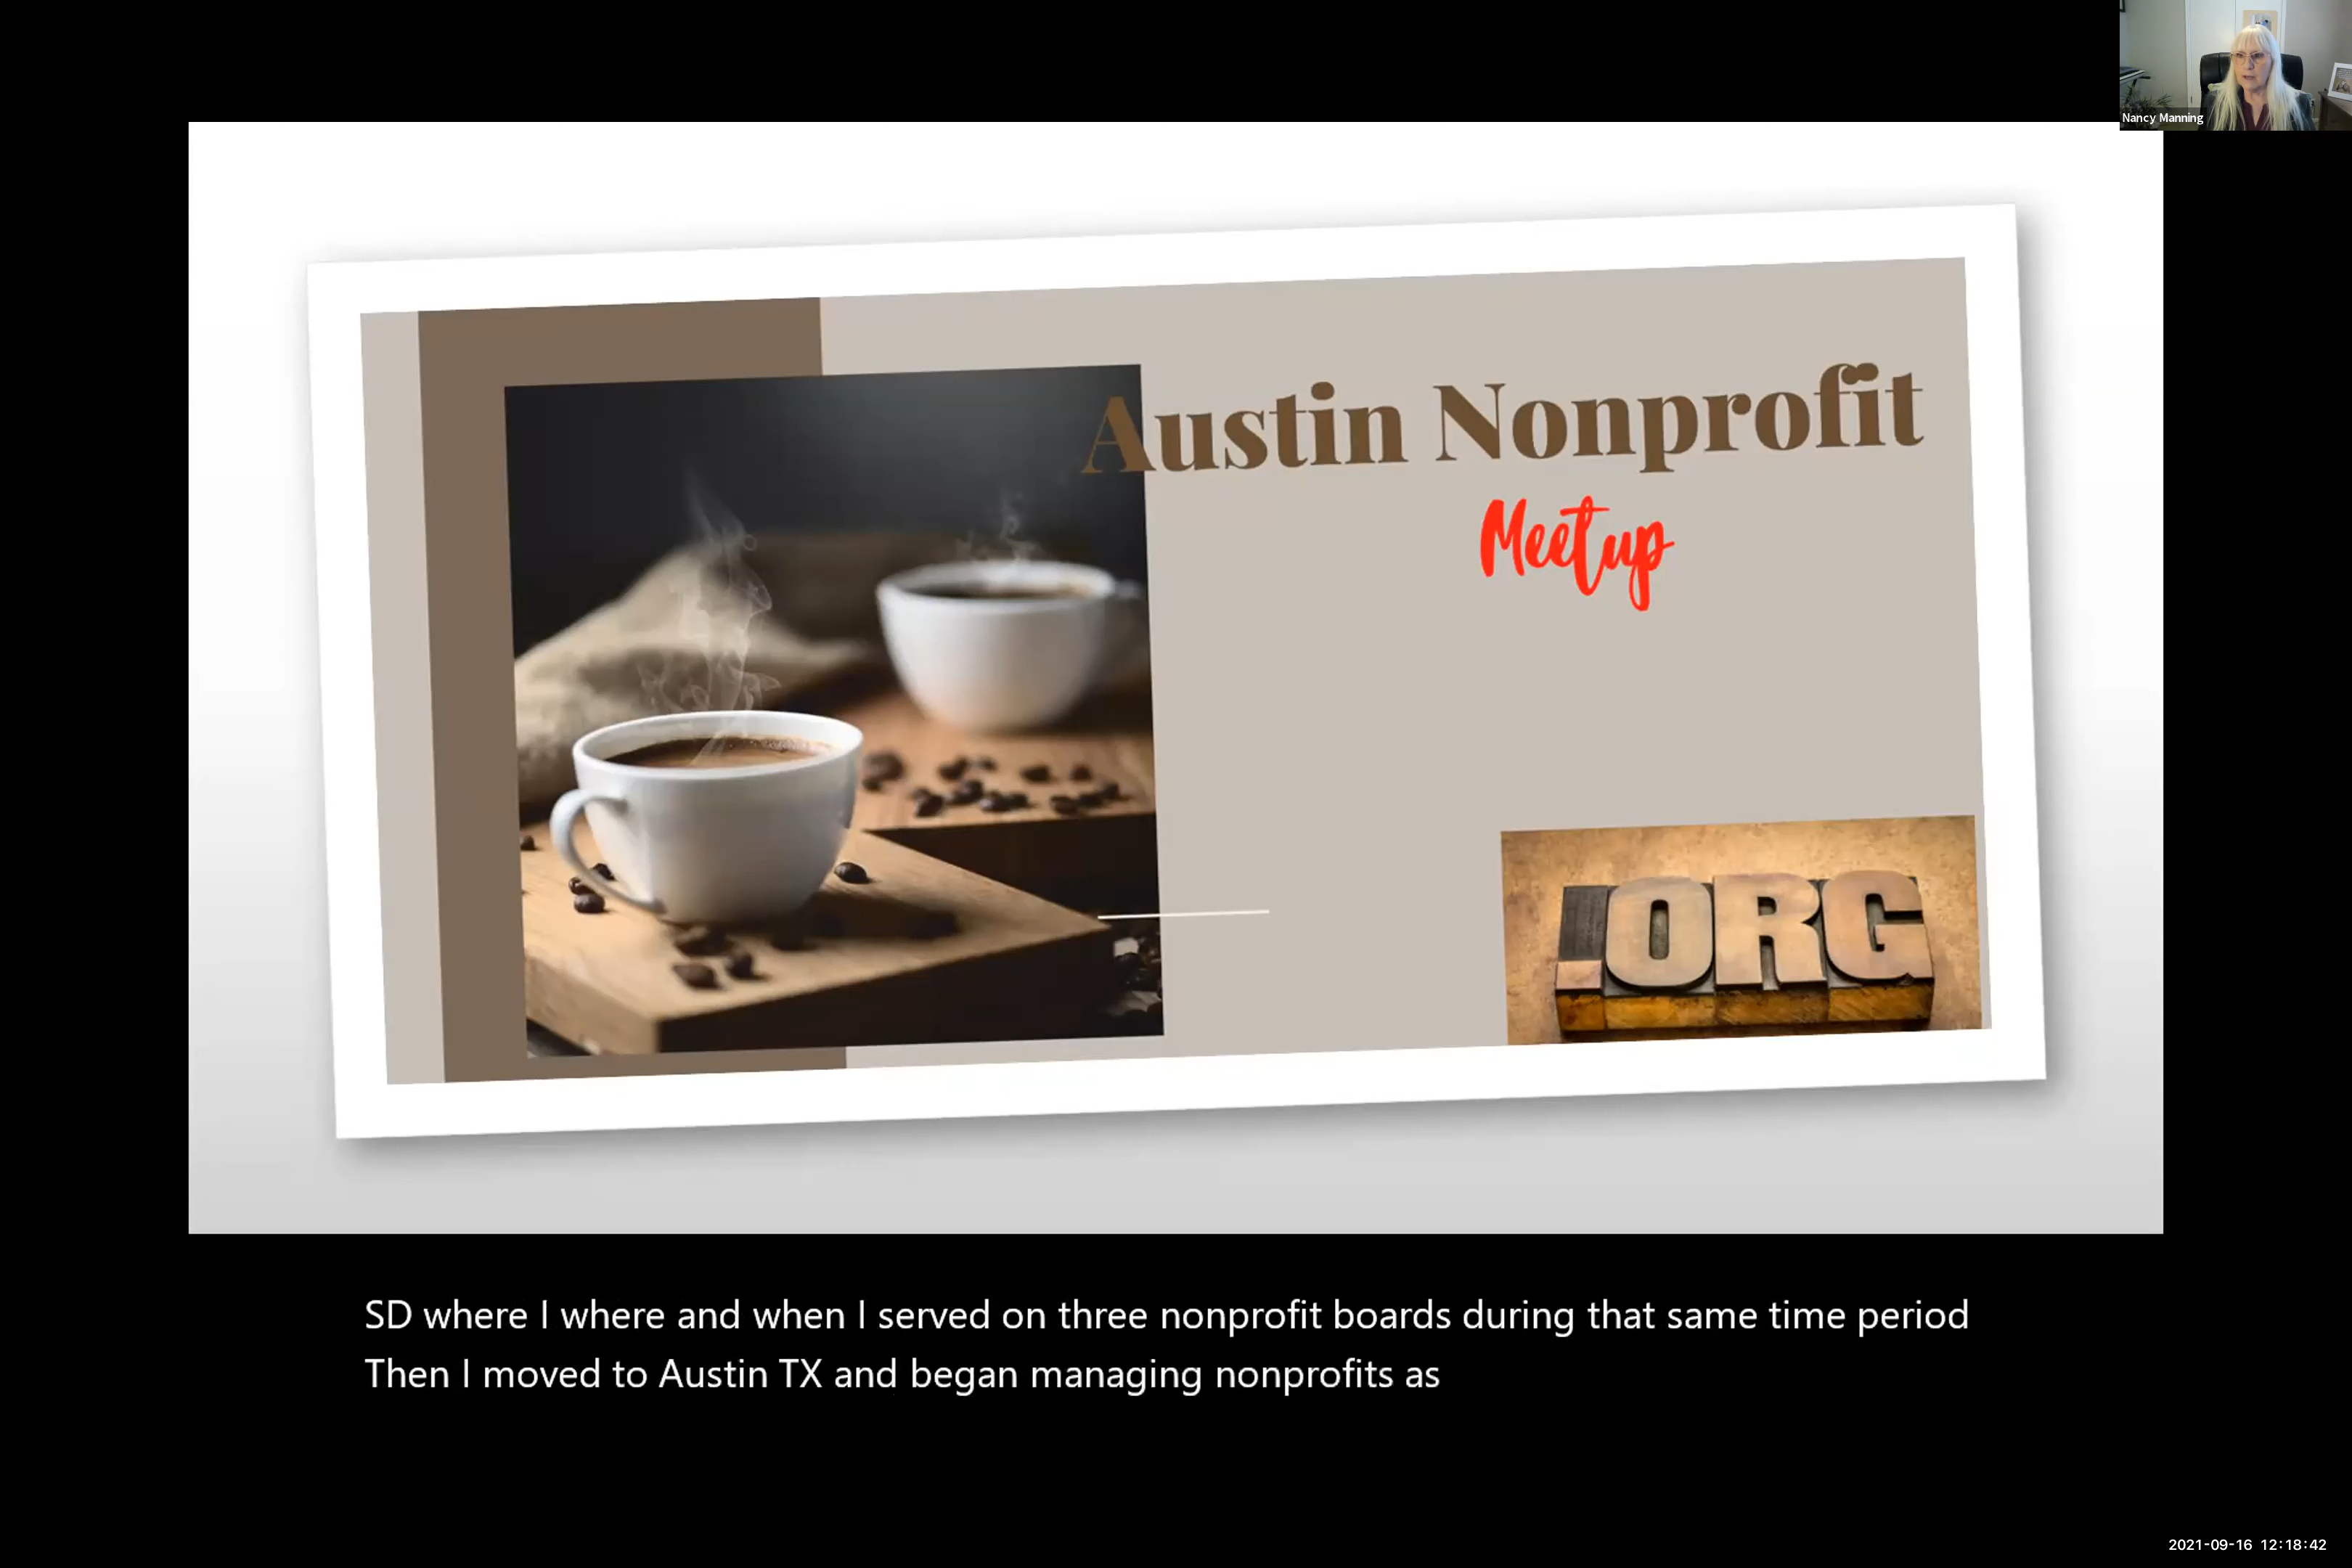 Nancy Manning
Austin Nonprofit
Meetup
.ORG
SD where I where and when I served on three nonprofit boards during that same time period
Then I moved to Austin TX and began managing nonprofits as
2021-09-16 12:18:42